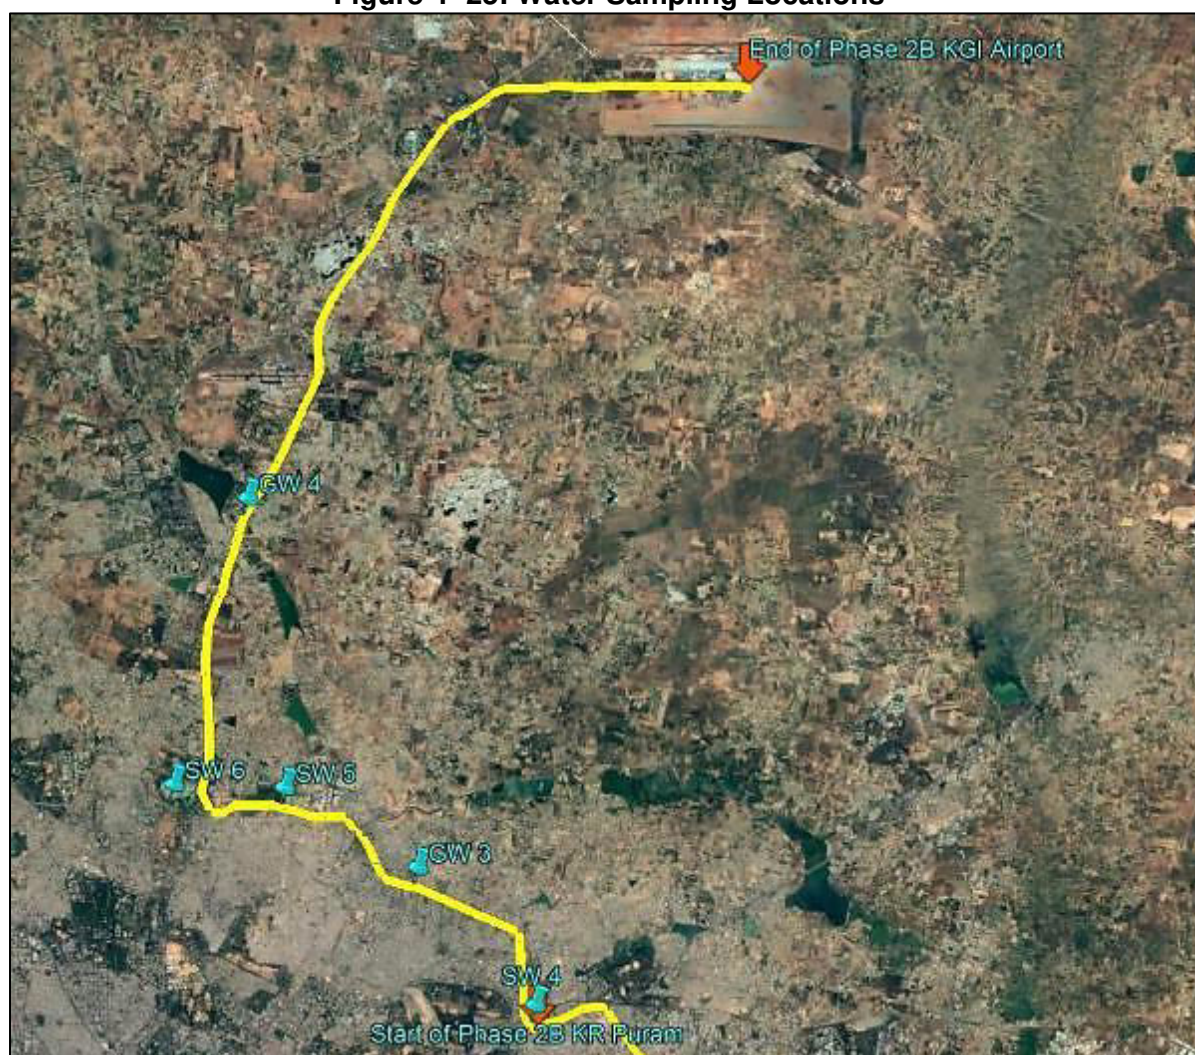 End of Phase 2B KGI Airport
GW 4
SW 6
SW 5
GW 3
SW 4
Start of Phase 2B KR Puram